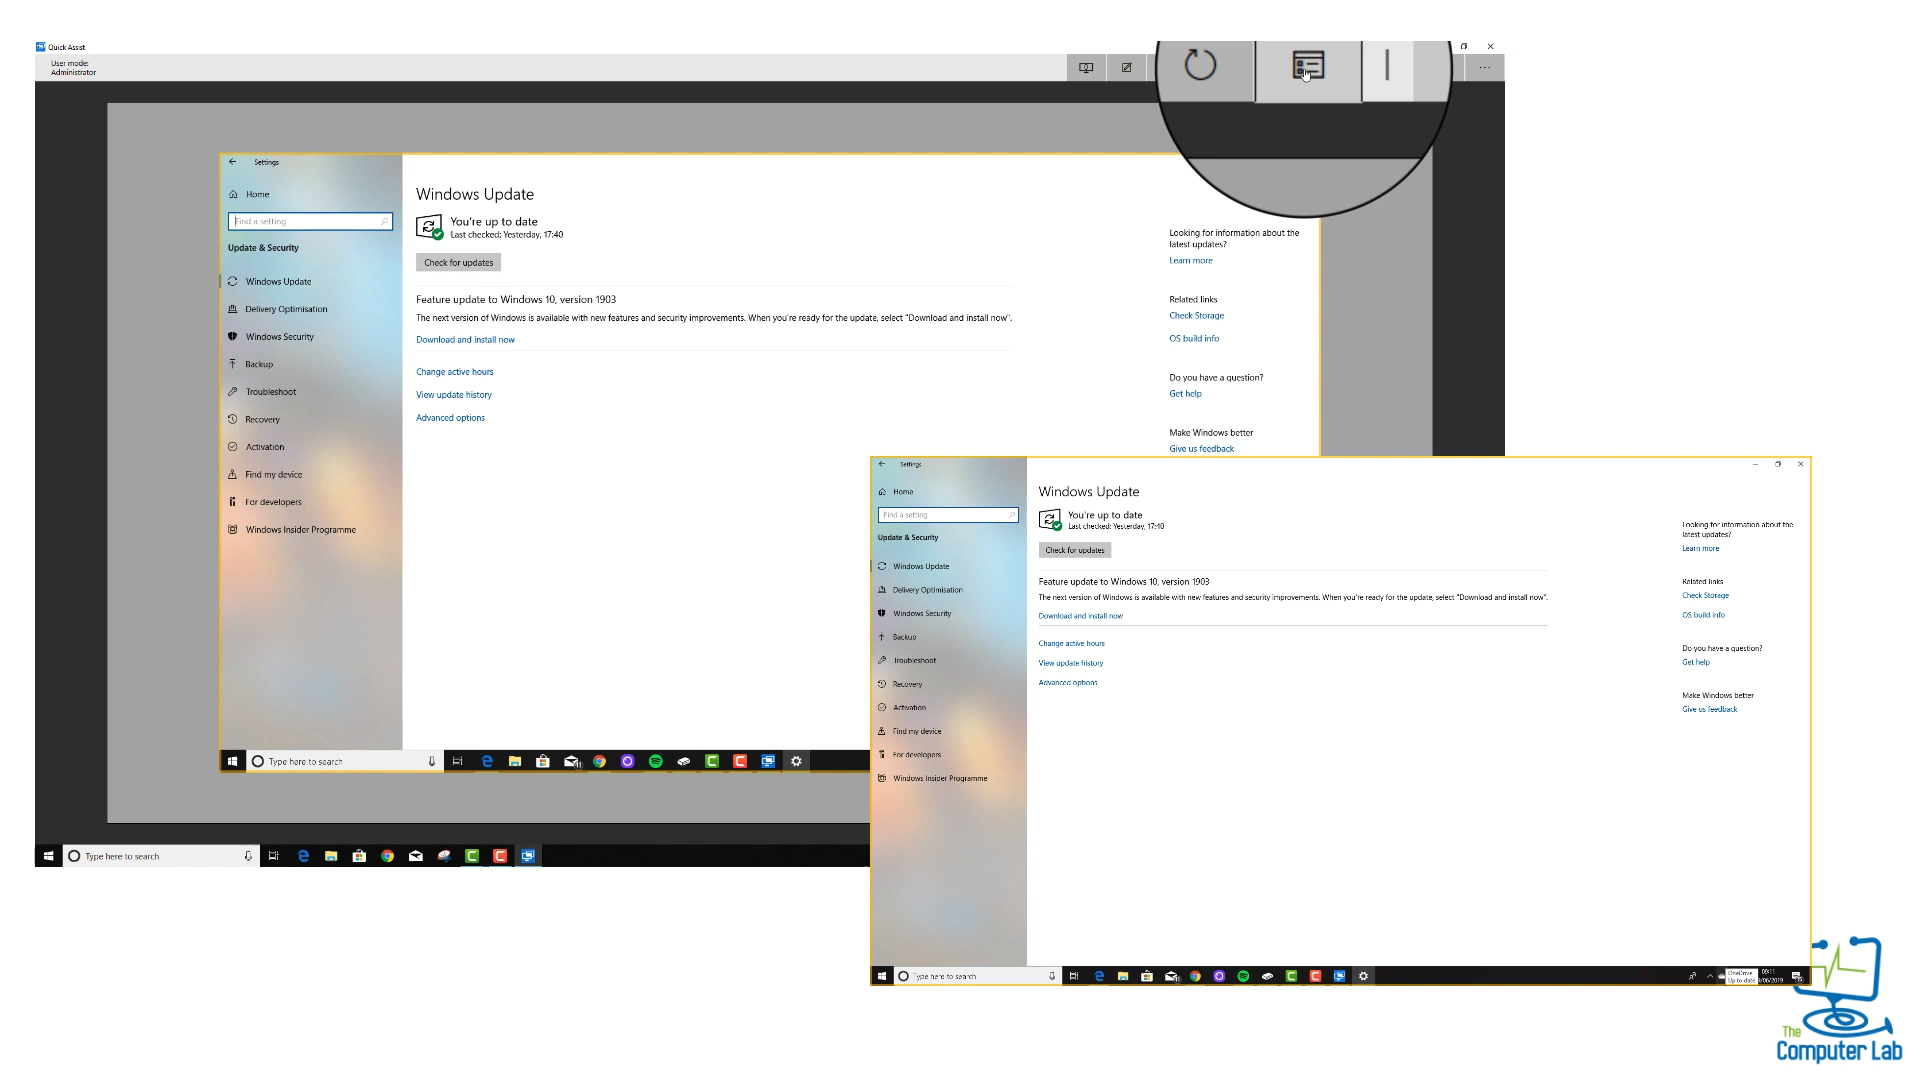 Quick Assist
User mode:
Administrator
Settings
Home
Find a setting
Update & Security
Windows Update
Delivery Optimisation
Windows Security
Backup
Troubleshoot
Recovery
Activation
Find my device
For developers
Windows Insider Programme
Windows Update
You're up to date
Last checked: Yesterday, 17:40
Check for updates
Feature update to Windows 10, version 1903
The next version of Windows is available with new features and security improvements. When you're ready for the update, select "Download and install now".
Download and install now
Change active hours
View update history
Advanced options
Looking for information about the
latest updates?
Learn more
Related links
Check Storage
OS build info
Do you have a question?
Get help
Make Windows better
Give us feedback
Type here to search
Type here to search
Settings
Home
Find a setting
Update & Security
Windows Update
Delivery Optimisation
Windows Security
Backup
Troubleshoot
Recovery
Activation
Find my device
For developers
Windows Insider Programme
Windows Update
You're up to date
Last checked: Yesterday, 17:40
Check for updates
Feature update to Windows 10, version 1903
The next version of Windows is available with new features and security improvements. When you're ready for the update, select "Download and install now".
Download and install now
Change active hours
View update history
Advanced options
Looking for information about the
latest updates?
Learn more
Related links
Check Storage
OS build info
Do you have a question?
Get help
Make Windows better
Give us feedback
Type here to search
OneDrive
Up to date
09:11
The
Computer Lab